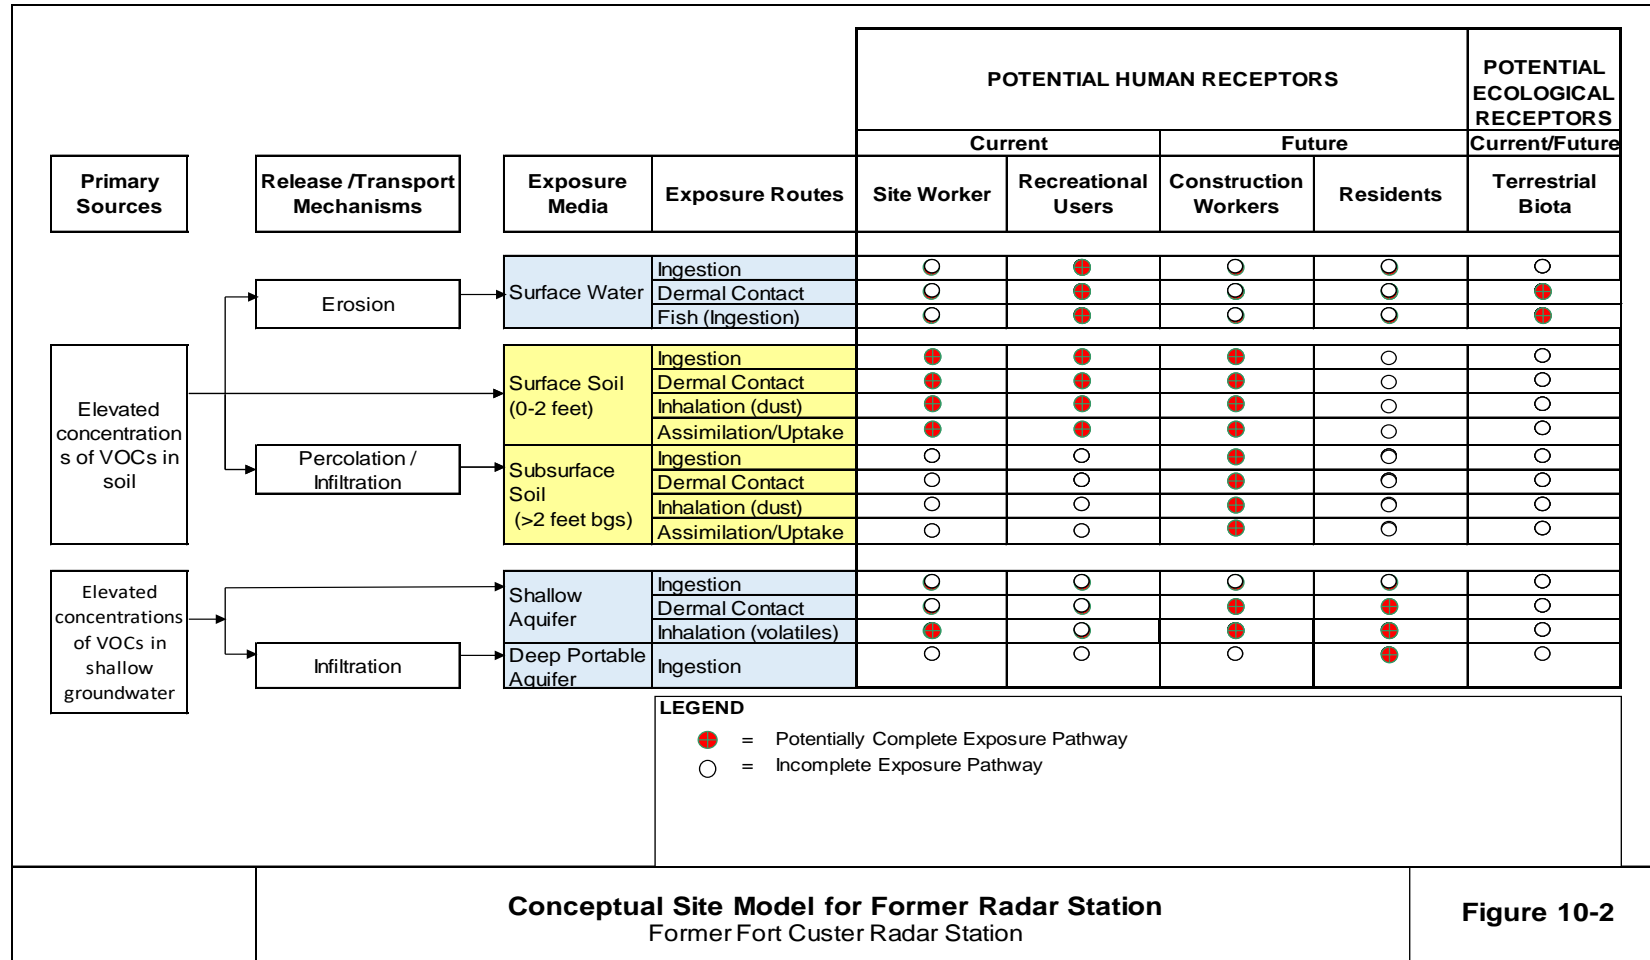 POTENTIAL HUMAN RECEPTORS
POTENTIAL
ECOLOGICAL
RECEPTORS
Current
Future
Current/Future
Primary
Sources
Release /Transport
Mechanisms
Exposure
Media
Exposure Routes
Site Worker
Recreational
Users
Construction
Workers
Residents
Terrestrial
Biota
Erosion
Surface Water
Ingestion
Dermal Contact
Fish (Ingestion)
Elevated
concentration
s of VOCs in
soil
Surface Soil
(0-2 feet)
Ingestion
Dermal Contact
Inhalation (dust)
Assimilation/Uptake
Percolation /
Infiltration
Subsurface
Soil
(>2 feet bgs)
Ingestion
Dermal Contact
Inhalation (dust)
Assimilation/Uptake
Elevated
concentrations
of VOCs in
shallow
groundwater
Shallow
Aquifer
Ingestion
Dermal Contact
Inhalation (volatiles)
Infiltration
Deep Portable
Aquifer
Ingestion
LEGEND
= Potentially Complete Exposure Pathway
= Incomplete Exposure Pathway
Conceptual Site Model for Former Radar Station
Former Fort Custer Radar Station
Figure 10-2